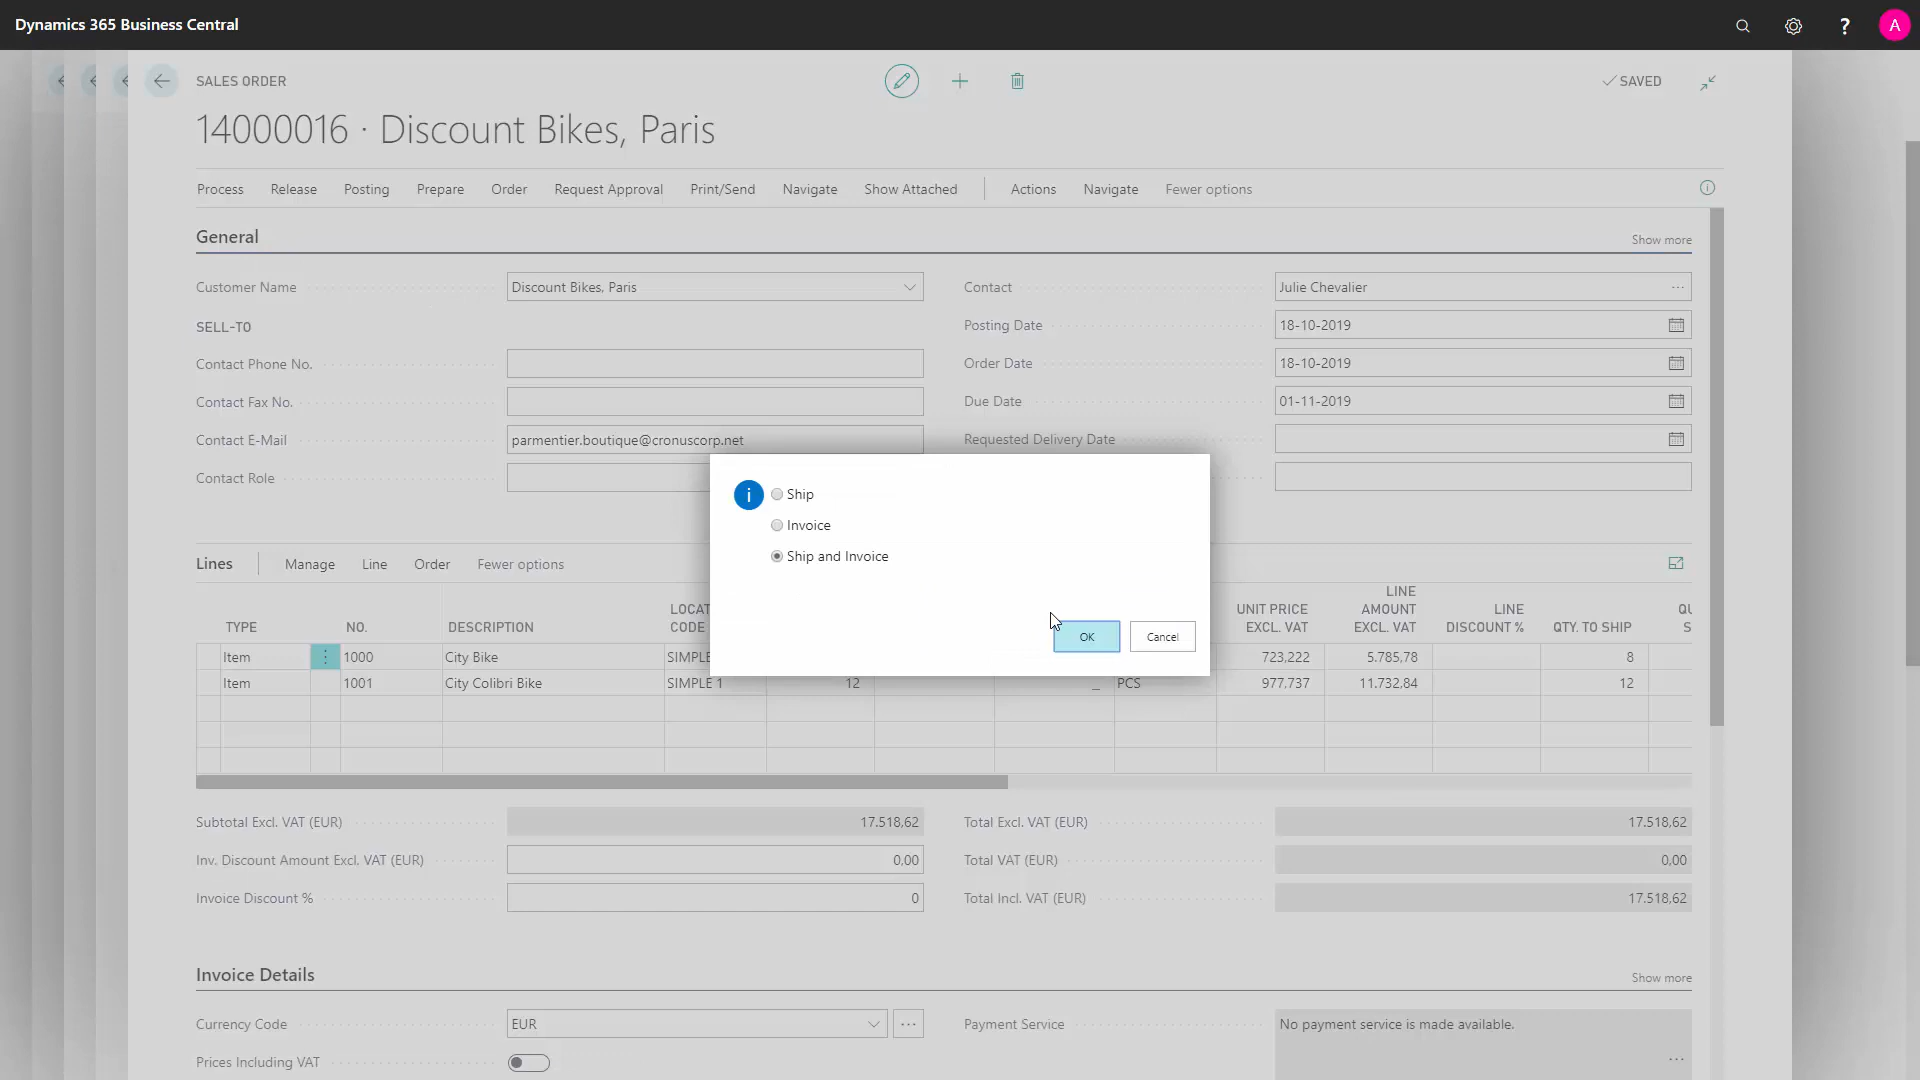 Dynamics 365 Business Central
?
A
SALES ORDER
SAVED
14000016 · Discount Bikes, Paris
Process Release Posting Prepare Order Request Approval Print/Send Navigate Show Attached Actions Navigate Fewer options
General
Show more
Customer Name Discount Bikes, Paris Contact Julie Chevalier ...
SELL-TO
Posting Date 18-10-2019
Contact Phone No. Order Date 18-10-2019
Contact Fax No. Due Date 01-11-2019
Contact E-Mail parmentier.boutique@cronuscorp.net Requested Delivery Date
Contact Role
i
Ship
Invoice
Ship and Invoice
OK Cancel
Lines Manage Line Order Fewer options
TYPE NO. DESCRIPTION LOCAT CODE UNIT PRICE EXCL. VAT LINE AMOUNT EXCL. VAT LINE DISCOUNT % QTY. TO SHIP QU S
Item 1000 City Bike SIMPLE 723,222 5.785,78 8
Item 1001 City Colibri Bike SIMPLE 1 12 _ PCS 977,737 11.732,84 12
Subtotal Excl. VAT (EUR) 17.518,62 Total Excl. VAT (EUR) 17.518,62
Inv. Discount Amount Excl. VAT (EUR) 0,00 Total VAT (EUR) 0,00
Invoice Discount % 0 Total Incl. VAT (EUR) 17.518,62
Invoice Details
Show more
Currency Code EUR ... Payment Service No payment service is made available.
Prices Including VAT ...